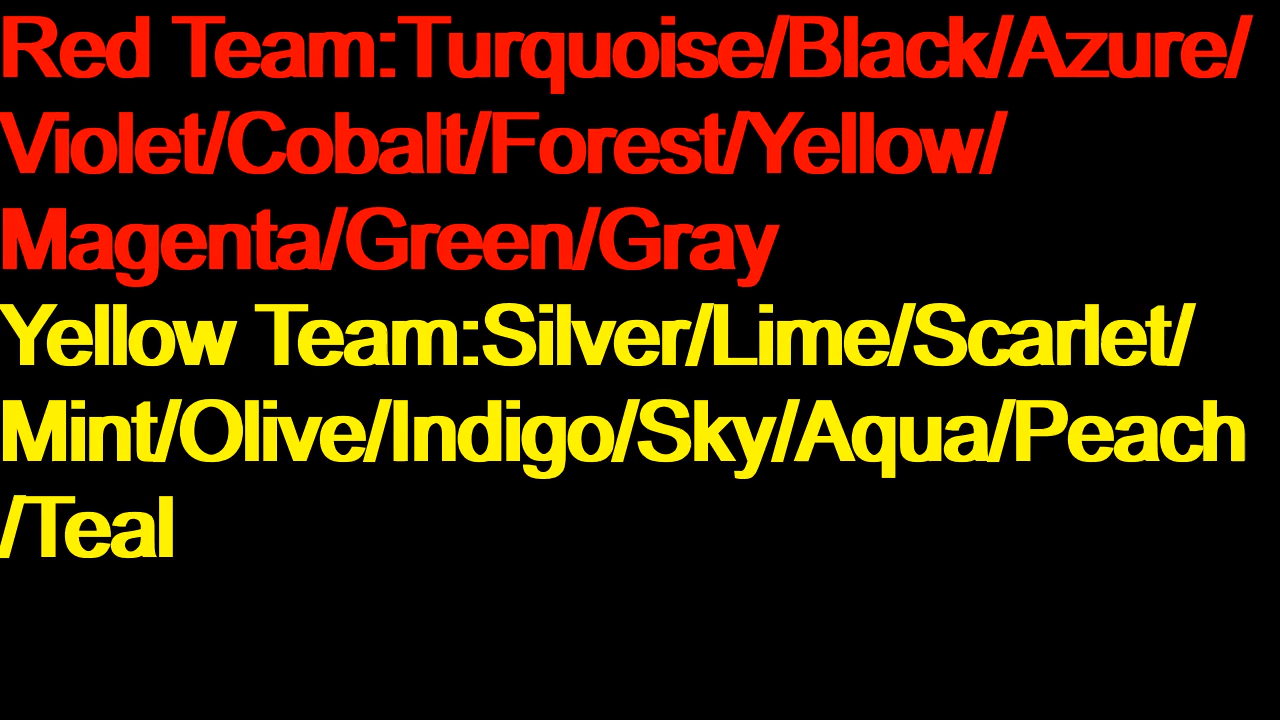 Red Team:Turquoise/Black/Azure/
Violet/Cobalt/Forest/Yellow/
Magenta/Green/Gray
Yellow Team:Silver/Lime/Scarlet/
Mint/Olive/Indigo/Sky/Aqua/Peach
/Teal